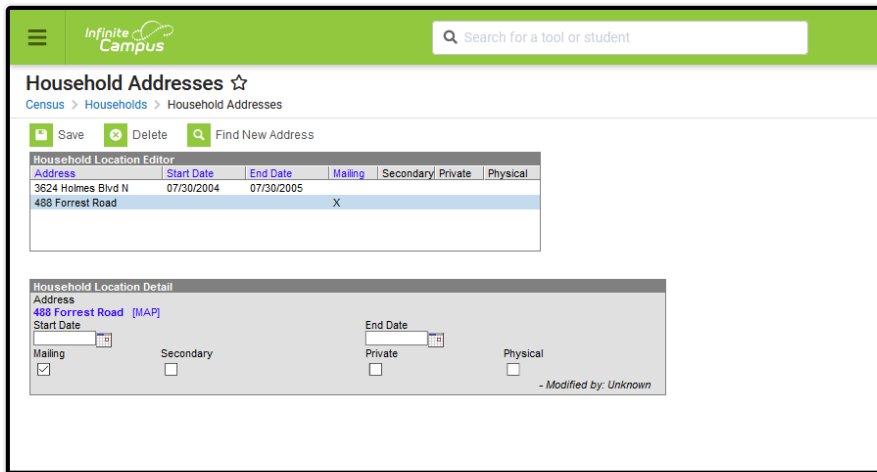 Infinite Campus
Search for a tool or student
Household Addresses
Census > Households > Household Addresses
Save Delete Find New Address
Household Location Editor
Address Start Date End Date Mailing Secondary Private Physical
3624 Holmes Blvd N 07/30/2004 07/30/2005
488 Forrest Road X
Household Location Detail
Address
488 Forrest Road [MAP]
Start Date End Date
Mailing Secondary Private Physical
- Modified by: Unknown